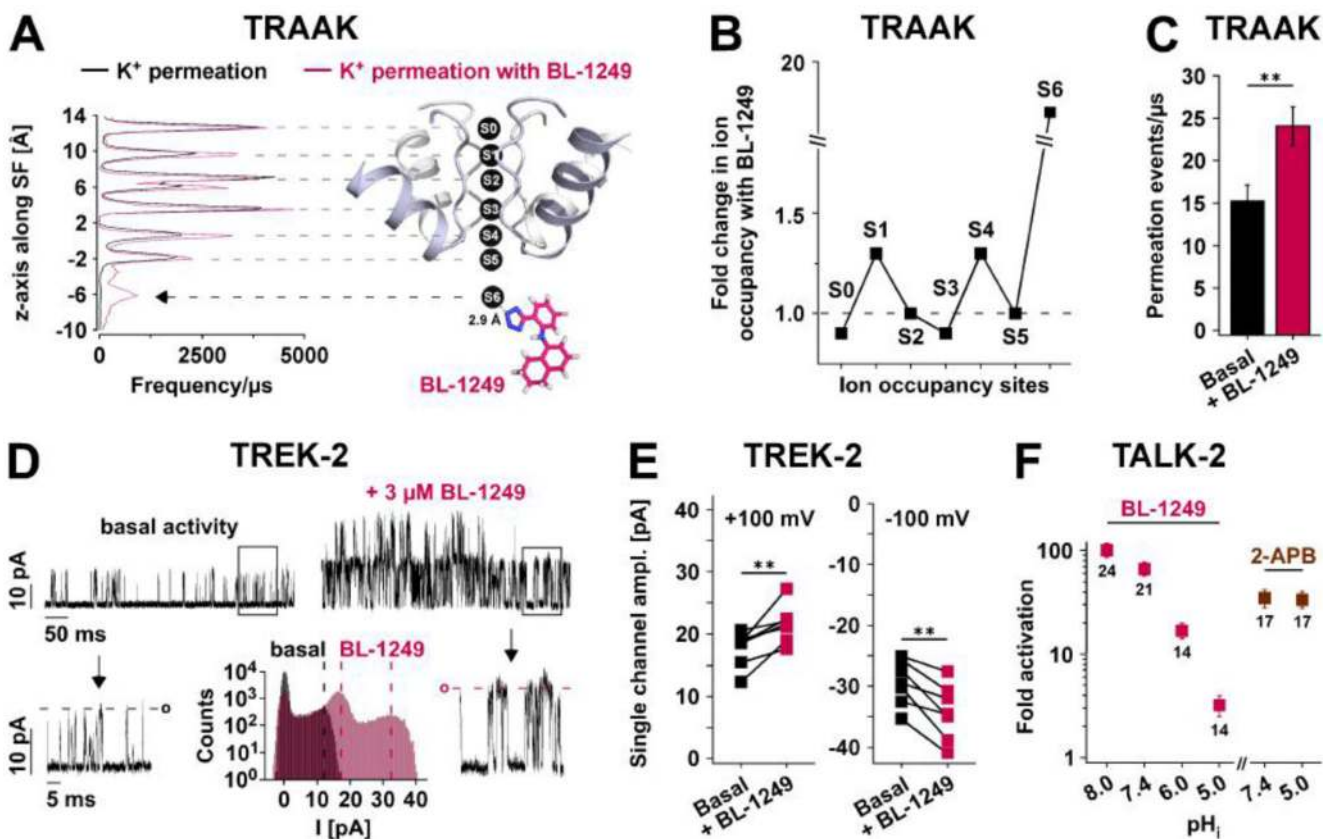 A TRAAK
K⁺ permeation
K⁺ permeation with BL-1249
z-axis along SF [Å]
14
10
6
2
-2
-6
-10
0
2500
5000
Frequency/µs
S0
S1
S2
S3
S4
S5
S6
2.9 Å
BL-1249
B TRAAK
Fold change in ion
occupancy with BL-1249
20
1.5
1.0
S0
S1
S2
S3
S4
S5
S6
Ion occupancy sites
C TRAAK
Permeation events/µs
30
25
20
15
10
5
0
**
Basal
+ BL-1249
D TREK-2
+ 3 µM BL-1249
basal activity
10 pA
50 ms
10 pA
10 pA
5 ms
o
basal
BL-1249
Counts
10⁴
10³
10²
10¹
10⁰
0
10
20
30
40
I [pA]
o
E TREK-2
Single channel ampl. [pA]
40
30
20
10
0
+100 mV
**
Basal
+ BL-1249
0
-10
-20
-30
-40
-100 mV
**
Basal
+ BL-1249
F TALK-2
BL-1249
2-APB
Fold activation
100
10
1
24
21
14
14
17
17
8.0
7.4
6.0
5.0
7.4
5.0
pHᵢ